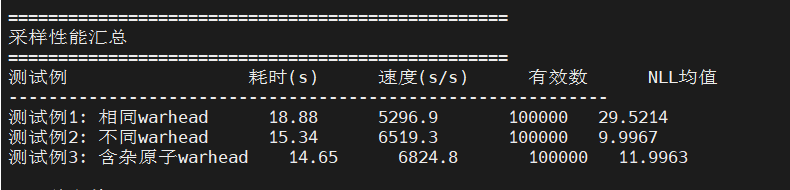 ==================================================
采样性能汇总
==================================================
测试例 耗时(s) 速度(s/s) 有效数 NLL均值
------------------------------------------------------------
测试例1: 相同warhead 18.88 5296.9 100000 29.5214
测试例2: 不同warhead 15.34 6519.3 100000 9.9967
测试例3: 含杂原子warhead 14.65 6824.8 100000 11.9963